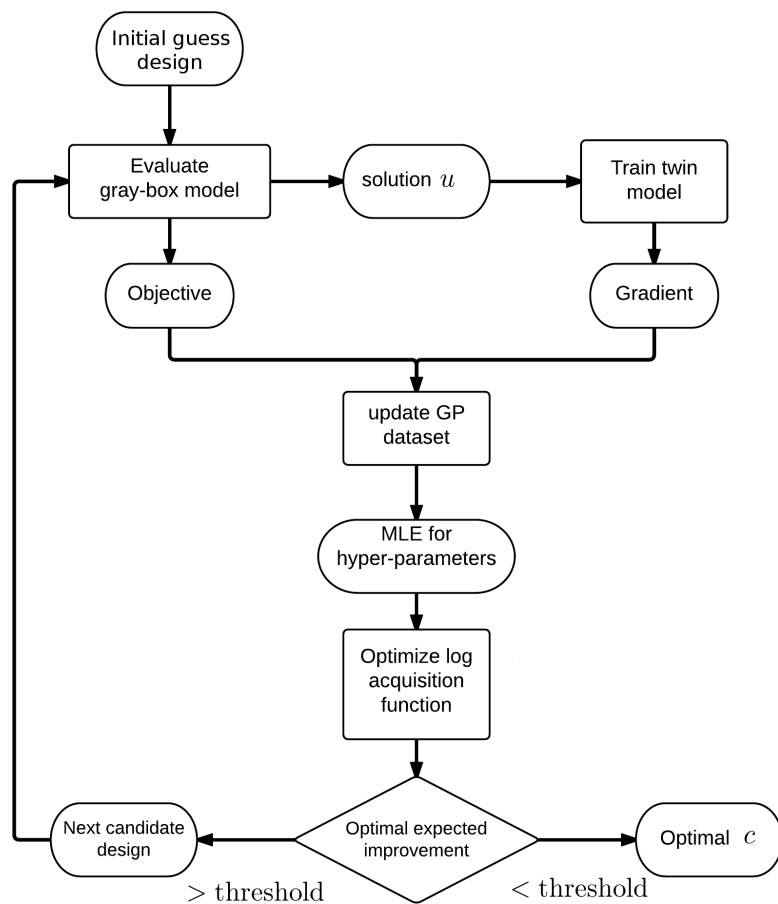 Initial guess
design
Evaluate
gray-box model
solution u
Train twin
model
Objective
Gradient
update GP
dataset
MLE for
hyper-parameters
Optimize log
acquisition
function
Next candidate
design
Optimal expected
improvement
Optimal c
> threshold
< threshold